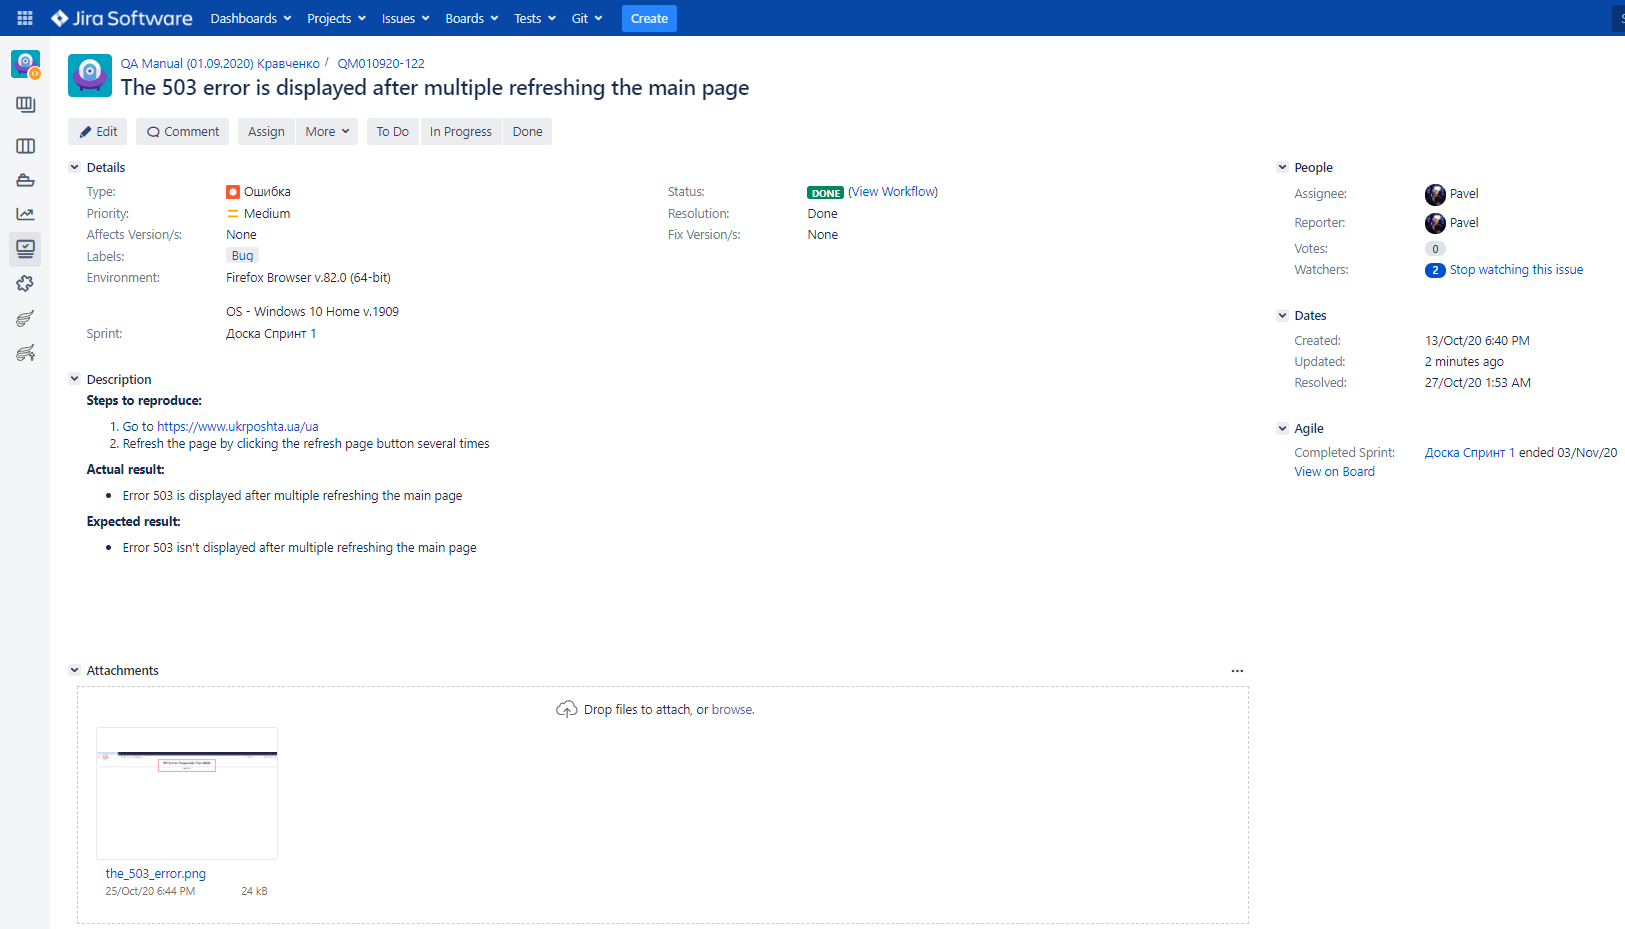 Jira Software Dashboards Projects Issues Boards Tests Git Create
QA Manual (01.09.2020) Кравченко / QM010920-122
The 503 error is displayed after multiple refreshing the main page
Edit Comment Assign More To Do In Progress Done
Details
Type: Ошибка
Priority: Medium
Affects Version/s: None
Labels: Bug
Environment: Firefox Browser v.82.0 (64-bit)
OS - Windows 10 Home v.1909
Sprint: Доска Спринт 1
Status: DONE (View Workflow)
Resolution: Done
Fix Version/s: None
Description
Steps to reproduce:
1. Go to https://www.ukrposhta.ua/ua
2. Refresh the page by clicking the refresh page button several times
Actual result:
• Error 503 is displayed after multiple refreshing the main page
Expected result:
• Error 503 isn't displayed after multiple refreshing the main page
Attachments
Drop files to attach, or browse.
the_503_error.png
25/Oct/20 6:44 PM 24 kB
People
Assignee: Pavel
Reporter: Pavel
Votes: 0
Watchers: 2 Stop watching this issue
Dates
Created: 13/Oct/20 6:40 PM
Updated: 2 minutes ago
Resolved: 27/Oct/20 1:53 AM
Agile
Completed Sprint: Доска Спринт 1 ended 03/Nov/20
View on Board